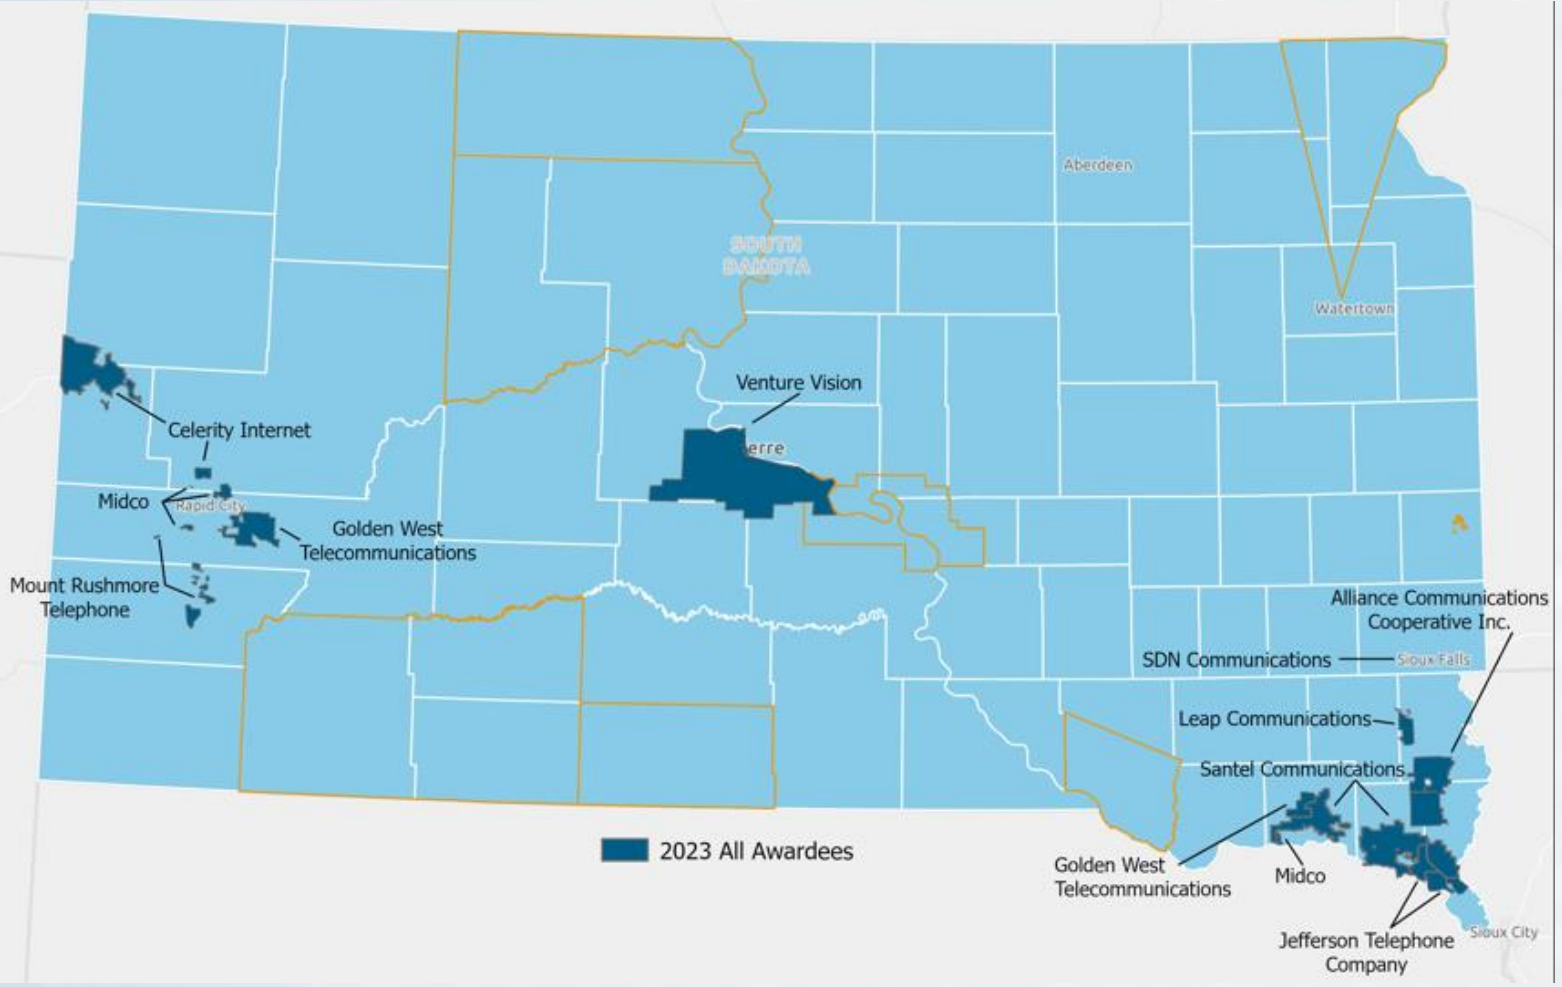 Aberdeen
SOUTH
DAKOTA
Watertown
Venture Vision
Celerity Internet
erre
Midco
Rapid City
Golden West
Telecommunications
Mount Rushmore
Telephone
Alliance Communications
Cooperative Inc.
SDN Communications
Sioux Falls
Leap Communications
Santel Communications
2023 All Awardees
Golden West
Telecommunications
Midco
Jefferson Telephone
Company
Sioux City